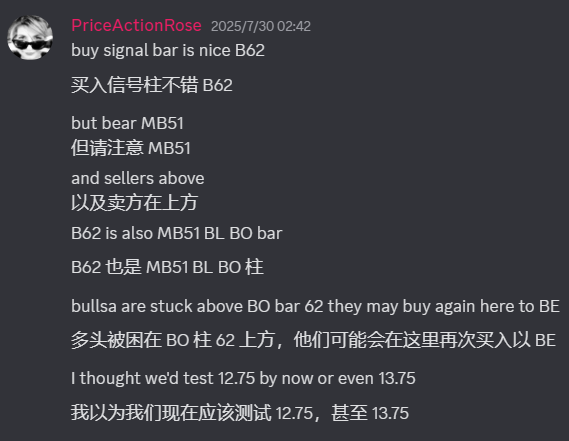 PriceActionRose 2025/7/30 02:42
buy signal bar is nice B62
买入信号柱不错 B62
but bear MB51
但请注意 MB51
and sellers above
以及卖方在上方
B62 is also MB51 BL BO bar
B62 也是 MB51 BL BO 柱
bullsa are stuck above BO bar 62 they may buy again here to BE
多头被困在 BO 柱 62 上方，他们可能会在这里再次买入以 BE
I thought we'd test 12.75 by now or even 13.75
我以为我们现在应该测试 12.75，甚至 13.75